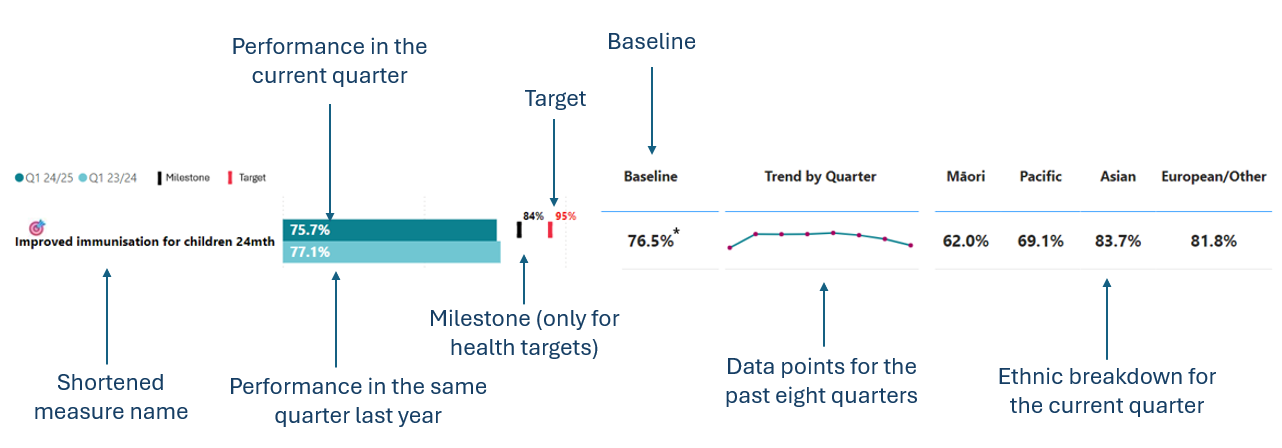 Performance in the
current quarter
Baseline
Target
Q1 24/25 Q1 23/24 Milestone Target
Baseline Trend by Quarter Māori Pacific Asian European/Other
Improved immunisation for children 24mth
75.7%
77.1%
84% 95%
76.5%* 62.0% 69.1% 83.7% 81.8%
Milestone (only for
health targets)
Shortened
measure name
Performance in the same
quarter last year
Data points for the
past eight quarters
Ethnic breakdown for
the current quarter